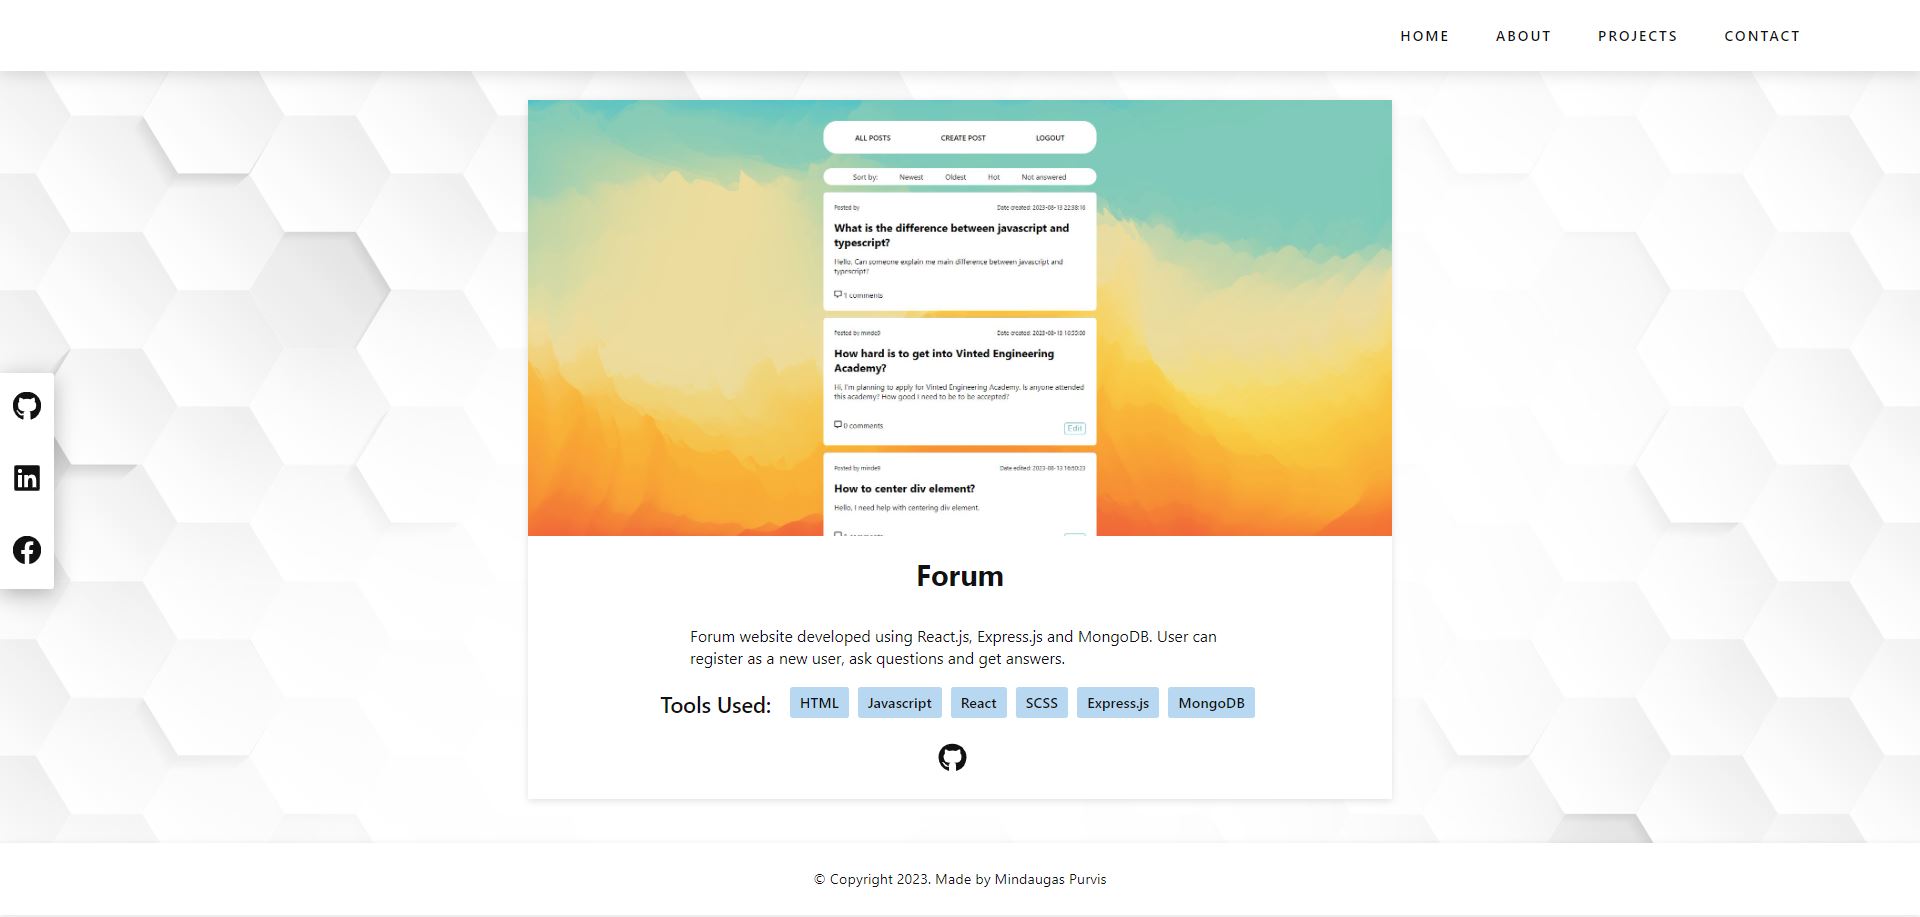 HOME ABOUT PROJECTS CONTACT
ALL POSTS CREATE POST LOGOUT
Sort by: Newest Oldest Hot Not answered
Posted by Date created: 2023-08-13 22:38:16
What is the difference between javascript and
typescript?
Hello, Can someone explain me main difference between javascript and
typescript?
1 comments
Posted by minde9 Date created: 2023-08-13
How hard is to get into Vinted Engineering
Academy?
Hi, I'm planning to apply for Vinted Engineering Academy. Is anyone attended
this academy? How good I need to be to be accepted?
0 comments
Edit
Posted by minde9 Date edited: 2023-08-13 16:50:23
How to center div element?
Hello, I need help with centering div element.
Forum
Forum website developed using React.js, Express.js and MongoDB. User can
register as a new user, ask questions and get answers.
Tools Used: HTML Javascript React SCSS Express.js MongoDB
© Copyright 2023. Made by Mindaugas Purvis